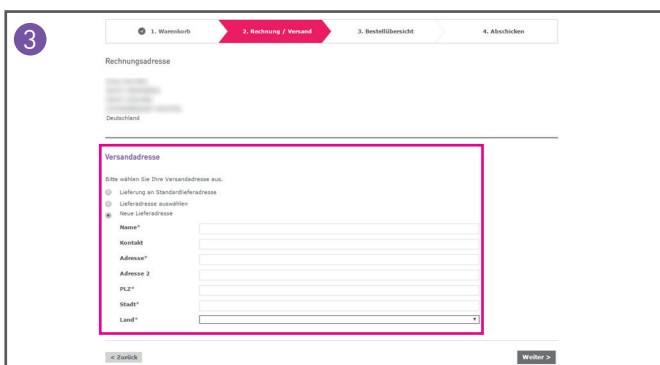 3
1. Warenkorb 2. Rechnung / Versand 3. Bestellübersicht 4. Abschicken
Rechnungsadresse
Deutschland
Versandadresse
Bitte wählen Sie Ihre Versandadresse aus.
Lieferung an Standardlieferadresse
Lieferadresse auswählen
Neue Lieferadresse
Name*
Kontakt
Adresse*
Adresse 2
PLZ*
Stadt*
Land*
< Zurück Weiter >